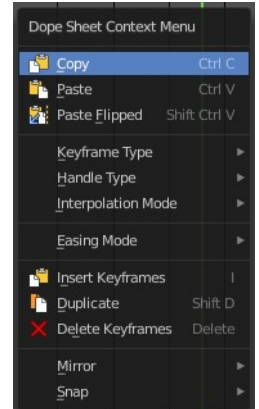 Dope Sheet Context Menu
Copy Ctrl C
Paste Ctrl V
Paste Flipped Shift Ctrl V
Keyframe Type
Handle Type
Interpolation Mode
Easing Mode
Insert Keyframes I
Duplicate Shift D
Delete Keyframes Delete
Mirror
Snap